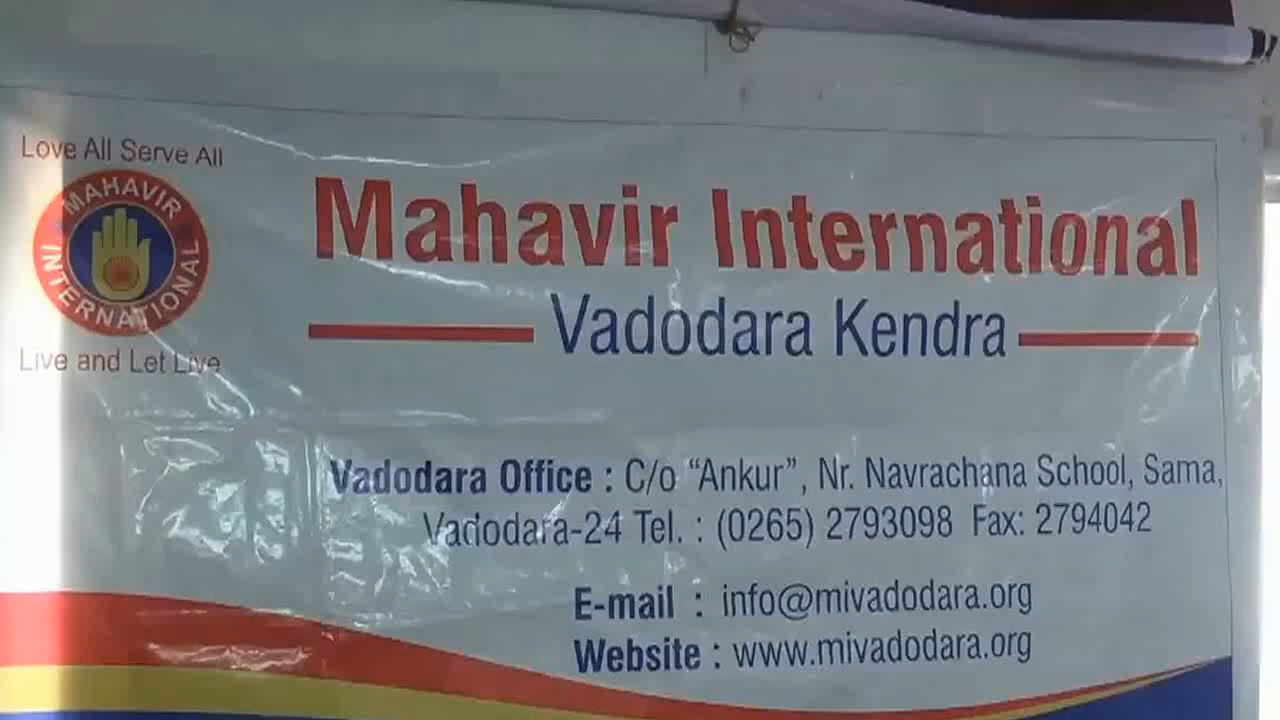 Love All Serve All
MAHAVIR
INTERNATIONAL
Live and Let Live
Mahavir International
Vadodara Kendra
Vadodara Office : C/o “Ankur”, Nr. Navrachana School, Sama,
Vadodara-24 Tel. : (0265) 2793098 Fax: 2794042
E-mail : info@mivadodara.org
Website : www.mivadodara.org